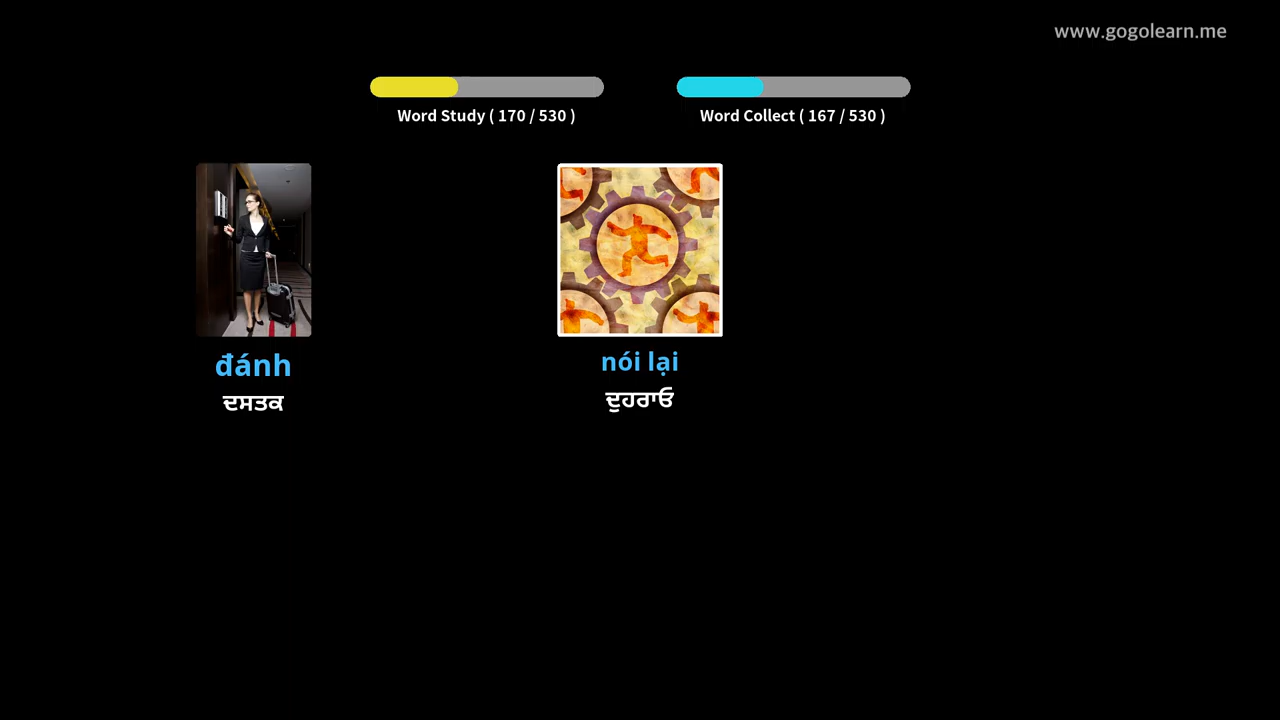 www.gogolearn.me
Word Study ( 170 / 530 )
Word Collect ( 167 / 530 )
đánh
ਦਸਤਕ
nói lại
ਦੁਹਰਾਓ